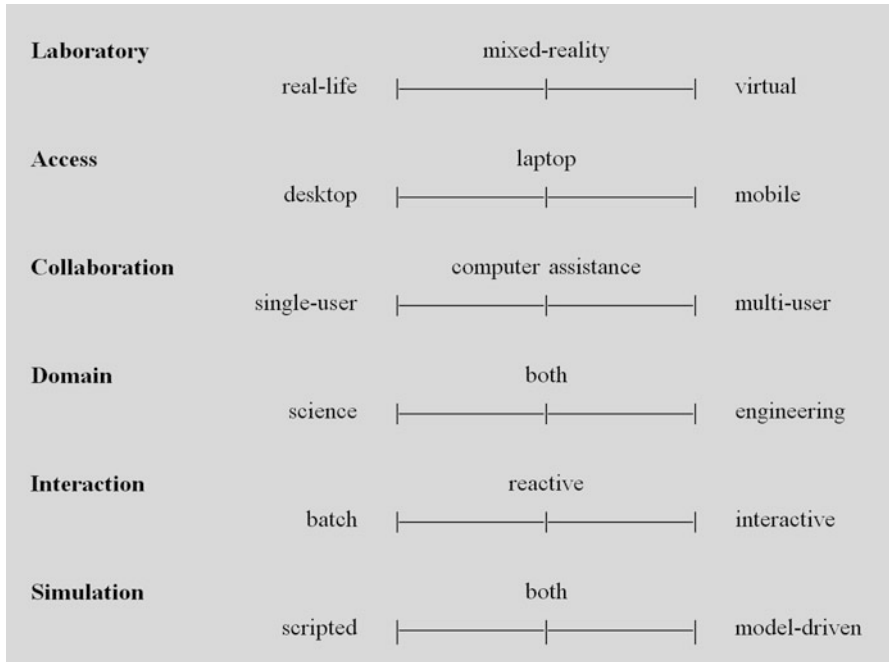 Laboratory mixed-reality
real-life virtual
Access laptop
desktop mobile
Collaboration computer assistance
single-user multi-user
Domain both
science engineering
Interaction reactive
batch interactive
Simulation both
scripted model-driven